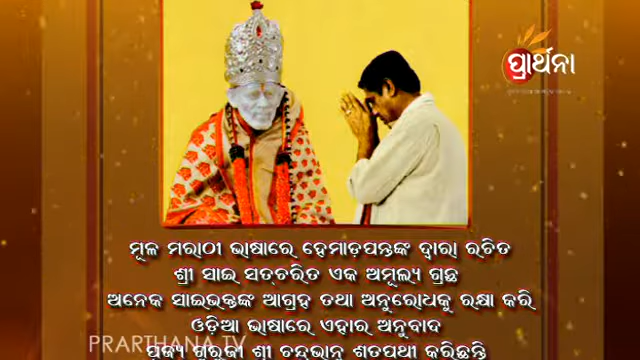 ପ୍ରାର୍ଥନା
ମୂଳ ମରାଠୀ ଭାଷାରେ ହେମାଡ଼ପନ୍ତଙ୍କ ଦ୍ୱାରା ରଚିତ
ଶ୍ରୀ ସାଇ ସତ୍‌ଚରିତ ଏକ ଅମୂଲ୍ୟ ଗ୍ରନ୍ଥ
ଅନେକ ସାଇଭକ୍ତଙ୍କ ଆଗ୍ରହ ତଥା ଅନୁରୋଧକୁ ରକ୍ଷା କରି
ଓଡ଼ିଆ ଭାଷାରେ ଏହାର ଅନୁବାଦ
ପୂଜ୍ୟ ଗୁରୁଜୀ ଶ୍ରୀ ଚନ୍ଦ୍ରଭାନୁ ଶତପଥୀ କରିଛନ୍ତି
PRARTHANA TV